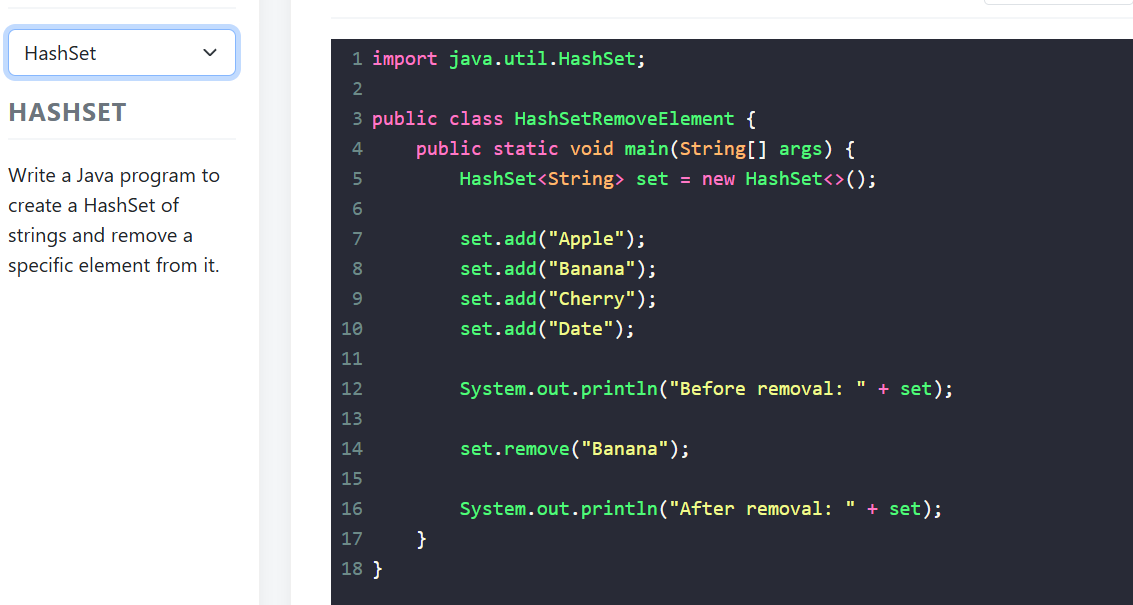 HashSet
HASHSET
Write a Java program to
create a HashSet of
strings and remove a
specific element from it.
1 import java.util.HashSet;
2
3 public class HashSetRemoveElement {
4     public static void main(String[] args) {
5         HashSet<String> set = new HashSet<>();
6
7         set.add("Apple");
8         set.add("Banana");
9         set.add("Cherry");
10         set.add("Date");
11
12         System.out.println("Before removal: " + set);
13
14         set.remove("Banana");
15
16         System.out.println("After removal: " + set);
17     }
18 }